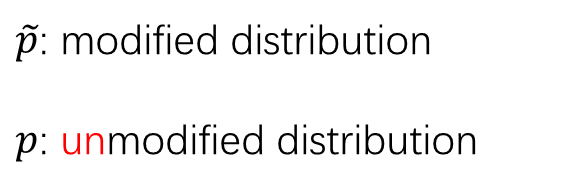 p̃: modified distribution
p: unmodified distribution